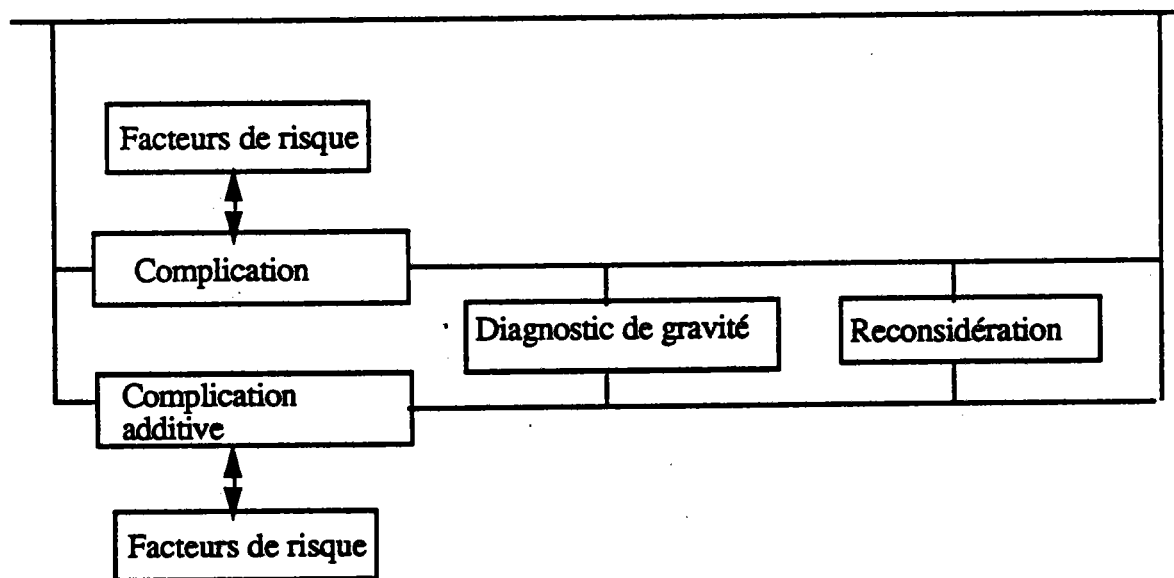 Facteurs de risque
Complication
Diagnostic de gravité
Reconsidération
Complication
additive
Facteurs de risque